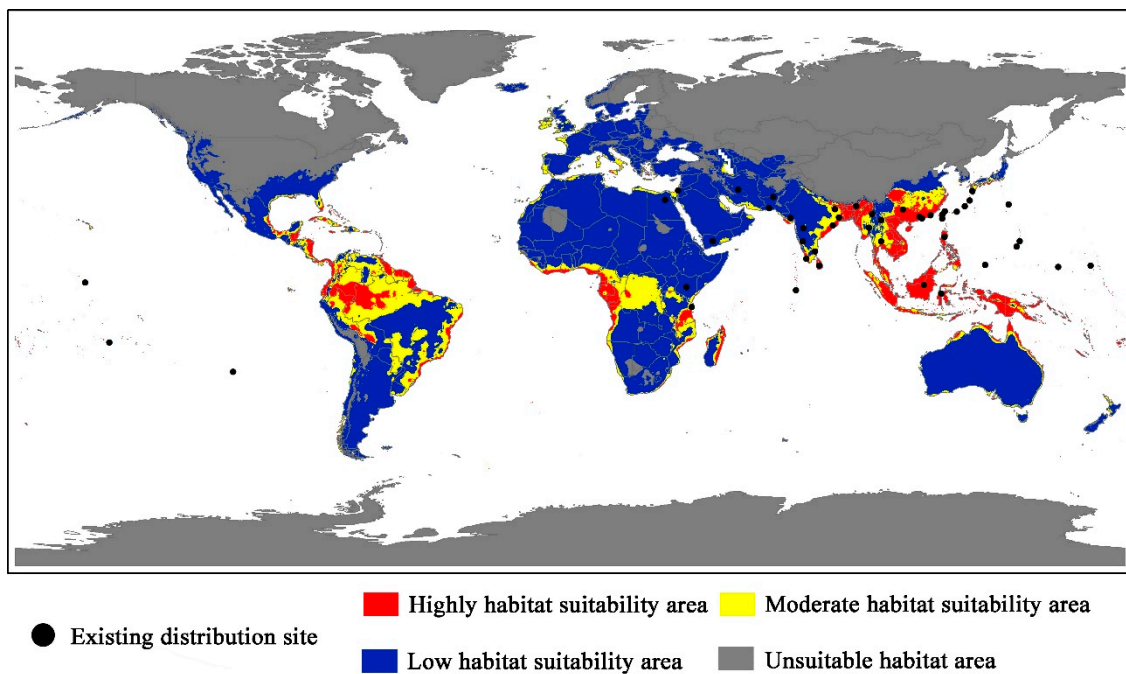 Highly habitat suitability area
Moderate habitat suitability area
Existing distribution site
Low habitat suitability area
Unsuitable habitat area